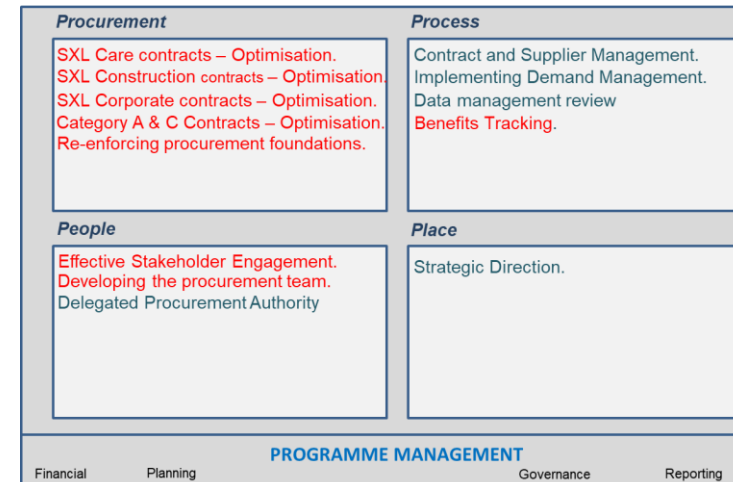 Procurement
SXL Care contracts – Optimisation.
SXL Construction contracts – Optimisation.
SXL Corporate contracts – Optimisation.
Category A & C Contracts – Optimisation.
Re-enforcing procurement foundations.
Process
Contract and Supplier Management.
Implementing Demand Management.
Data management review
Benefits Tracking.
People
Effective Stakeholder Engagement.
Developing the procurement team.
Delegated Procurement Authority
Place
Strategic Direction.
PROGRAMME MANAGEMENT
Financial Planning Governance Reporting